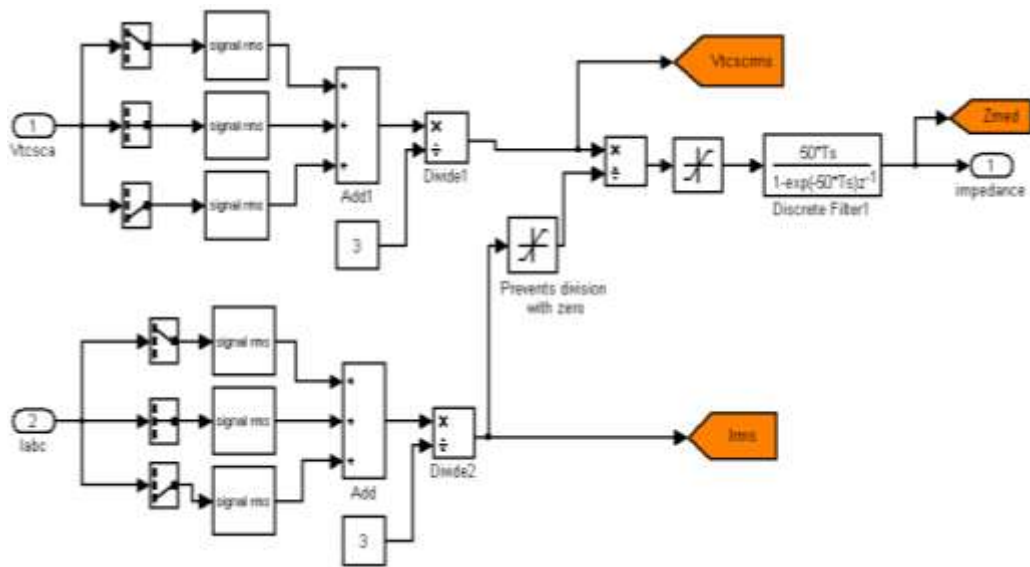 signal rms
Vtcscrms
1
Vtcsca
signal rms
Add1
×
÷
Divide1
3
signal rms
×
÷
50*Ts
1-exp(-50*Ts)z-1
Discrete Filter1
Zmed
1
impedance
Prevents division
with zero
signal rms
2
Iabc
signal rms
Add
×
÷
Divide2
3
signal rms
Irms